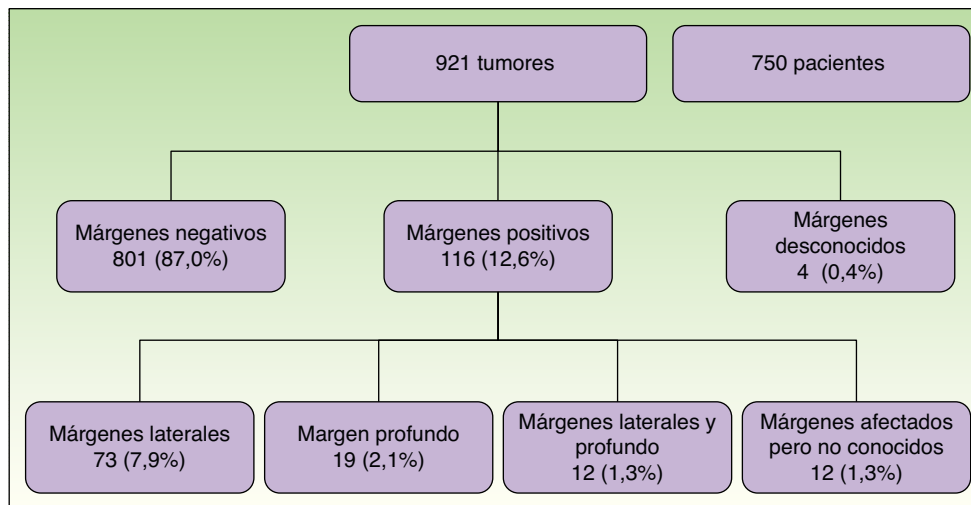 921 tumores
750 pacientes
Márgenes negativos
801 (87,0%)
Márgenes positivos
116 (12,6%)
Márgenes
desconocidos
4 (0,4%)
Márgenes laterales
73 (7,9%)
Margen profundo
19 (2,1%)
Márgenes laterales y
profundo
12 (1,3%)
Márgenes afectados
pero no conocidos
12 (1,3%)